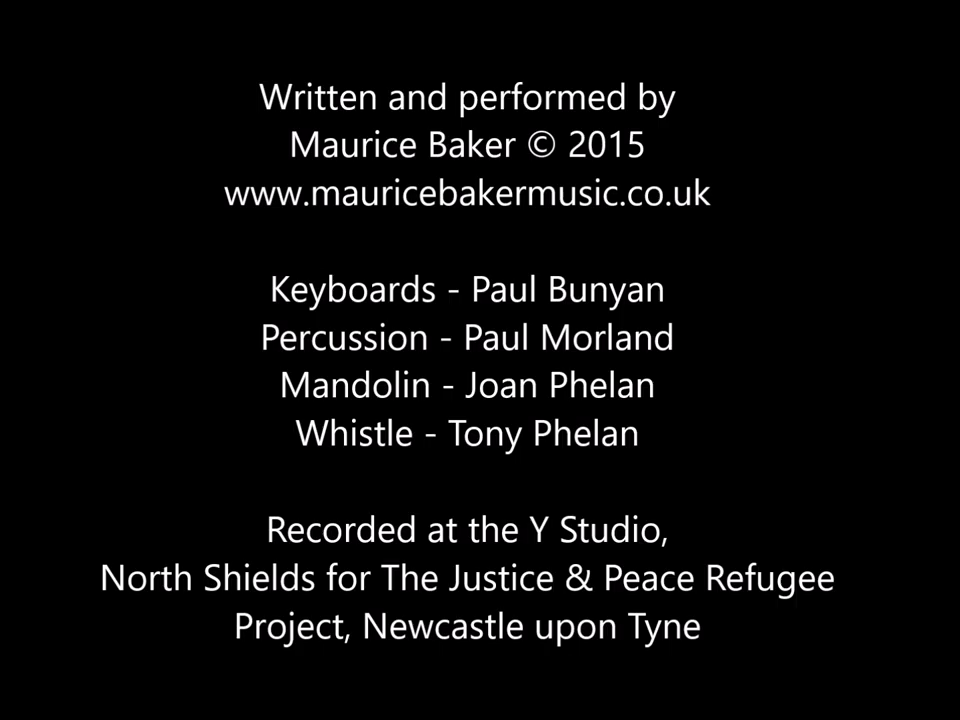 Written and performed by
Maurice Baker © 2015
www.mauricebakermusic.co.uk
Keyboards - Paul Bunyan
Percussion - Paul Morland
Mandolin - Joan Phelan
Whistle - Tony Phelan
Recorded at the Y Studio,
North Shields for The Justice & Peace Refugee
Project, Newcastle upon Tyne